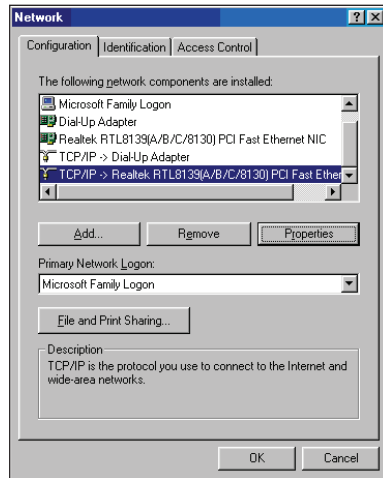 Network
Configuration Identification Access Control
The following network components are installed:
Microsoft Family Logon
Dial-Up Adapter
Realtek RTL8139(A/B/C/8130) PCI Fast Ethernet NIC
TCP/IP -> Dial-Up Adapter
TCP/IP -> Realtek RTL8139(A/B/C/8130) PCI Fast Ether
Add... Remove Properties
Primary Network Logon:
Microsoft Family Logon
File and Print Sharing...
Description
TCP/IP is the protocol you use to connect to the Internet and
wide-area networks.
OK Cancel